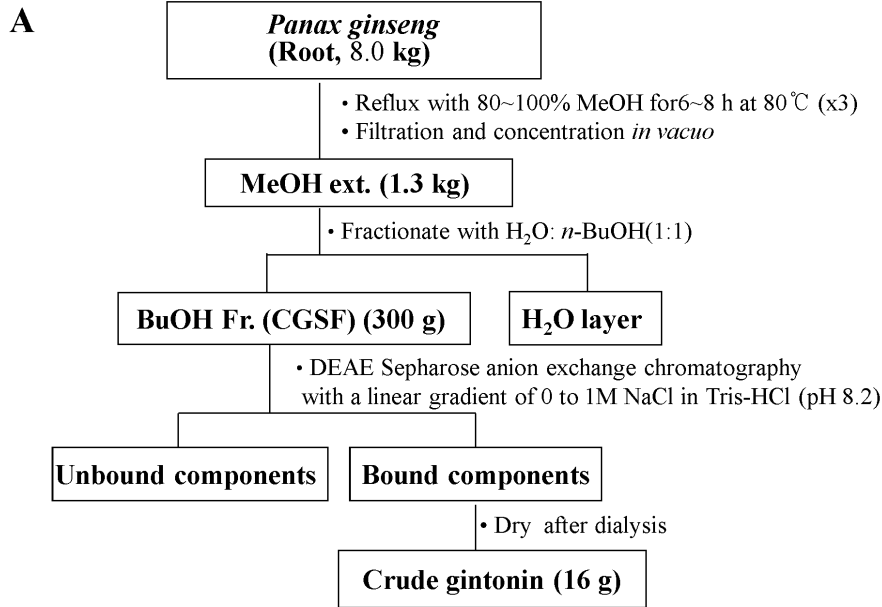 A
Panax ginseng
(Root, 8.0 kg)
• Reflux with 80~100% MeOH for6~8 h at 80℃ (x3)
• Filtration and concentration in vacuo
MeOH ext. (1.3 kg)
• Fractionate with H₂O: n-BuOH(1:1)
BuOH Fr. (CGSF) (300 g)
H₂O layer
• DEAE Sepharose anion exchange chromatography
with a linear gradient of 0 to 1M NaCl in Tris-HCl (pH 8.2)
Unbound components
Bound components
• Dry after dialysis
Crude gintonin (16 g)